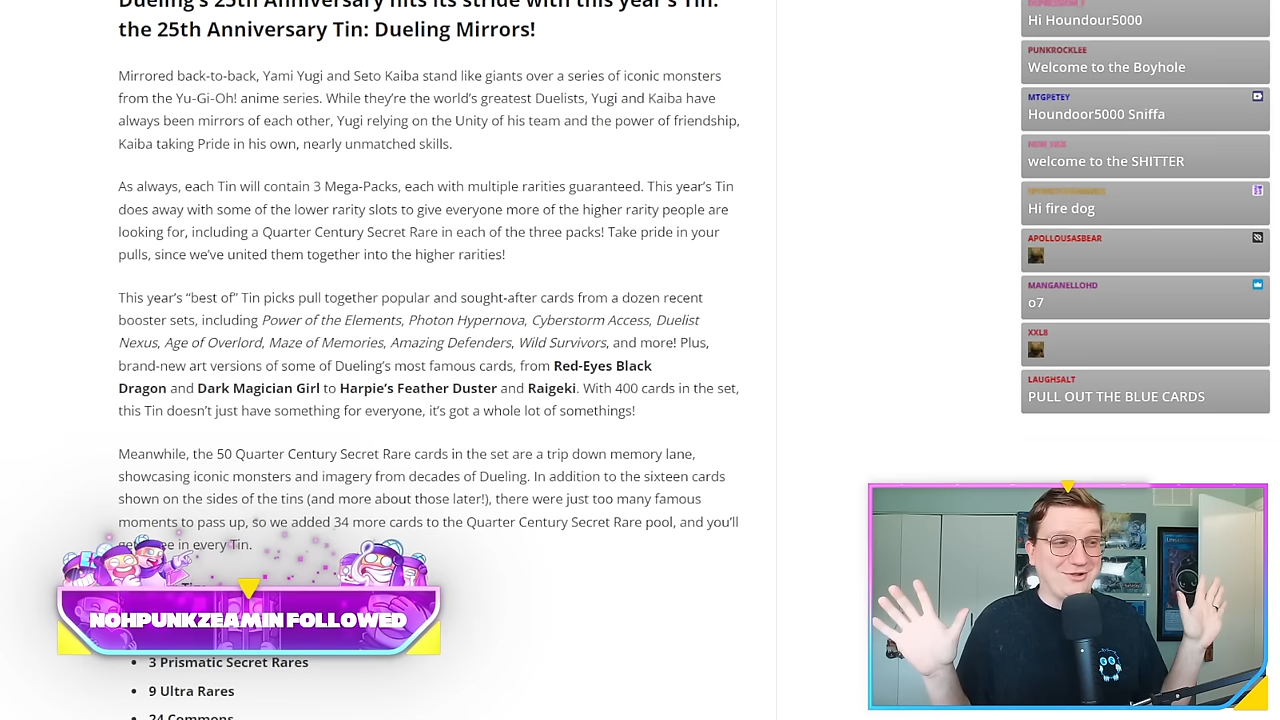 Dueling's 25th Anniversary hits its stride with this year's Tin:
the 25th Anniversary Tin: Dueling Mirrors!
Mirrored back-to-back, Yami Yugi and Seto Kaiba stand like giants over a series of iconic monsters
from the Yu-Gi-Oh! anime series. While they're the world's greatest Duelists, Yugi and Kaiba have
always been mirrors of each other, Yugi relying on the Unity of his team and the power of friendship,
Kaiba taking Pride in his own, nearly unmatched skills.
As always, each Tin will contain 3 Mega-Packs, each with multiple rarities guaranteed. This year's Tin
does away with some of the lower rarity slots to give everyone more of the higher rarity people are
looking for, including a Quarter Century Secret Rare in each of the three packs! Take pride in your
pulls, since we've united them together into the higher rarities!
This year's “best of” Tin picks pull together popular and sought-after cards from a dozen recent
booster sets, including Power of the Elements, Photon Hypernova, Cyberstorm Access, Duelist
Nexus, Age of Overlord, Maze of Memories, Amazing Defenders, Wild Survivors, and more! Plus,
brand-new art versions of some of Dueling's most famous cards, from Red-Eyes Black
Dragon and Dark Magician Girl to Harpie's Feather Duster and Raigeki. With 400 cards in the set,
this Tin doesn't just have something for everyone, it's got a whole lot of somethings!
Meanwhile, the 50 Quarter Century Secret Rare cards in the set are a trip down memory lane,
showcasing iconic monsters and imagery from decades of Dueling. In addition to the sixteen cards
shown on the sides of the tins (and more about those later!), there were just too many famous
moments to pass up, so we added 34 more cards to the Quarter Century Secret Rare pool, and you'll
in every Tin.
NOHPUNKZEAMIN FOLLOWED
• 3 Prismatic Secret Rares
• 9 Ultra Rares
• 24 Commons
Hi Houndour5000
PUNKROCKLEE
Welcome to the Boyhole
MTGPETEY
Houndoor5000 Sniffa
welcome to the SHITTER
Hi fire dog
APOLLOUSASBEAR
MANGANELLOHD
o7
XXL8
LAUGHSALT
PULL OUT THE BLUE CARDS